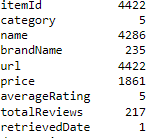 itemId 4422
category 5
name 4286
brandName 235
url 4422
price 1861
averageRating 5
totalReviews 217
retrievedDate 1